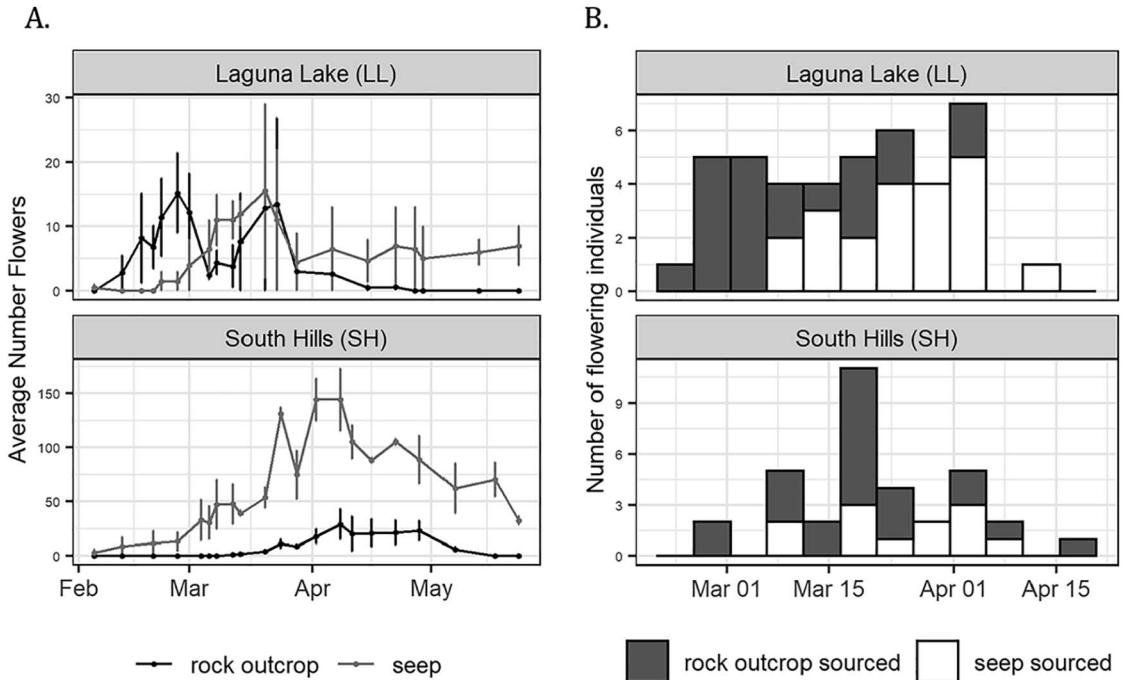 A.
Laguna Lake (LL)
30
20
10
0
South Hills (SH)
150
100
50
0
Feb Mar Apr May
Average Number Flowers
rock outcrop seep
B.
Laguna Lake (LL)
6
4
2
0
South Hills (SH)
9
6
3
0
Mar 01 Mar 15 Apr 01 Apr 15
Number of flowering individuals
rock outcrop sourced seep sourced